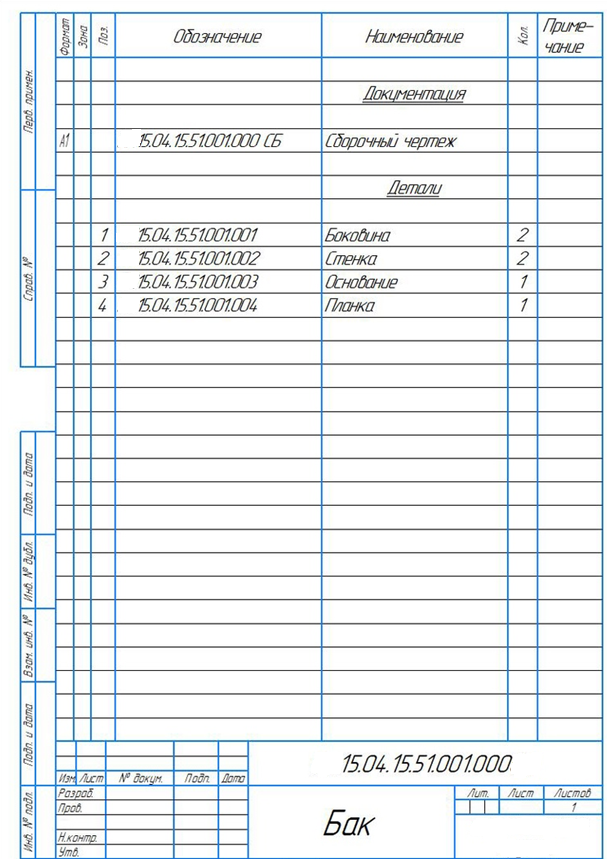 Перв. примен.
Справ. №
Подп. и дата
Инв. № дубл.
Взам. инв. №
Подп. и дата
Инв. № подл.
Формат Зона Поз. Обозначение Наименование Кол. Приме-
чание
Документация
А1 15.04.15.51.001.000 СБ Сборочный чертеж
Детали
1 15.04.15.51.001.001 Боковина 2
2 15.04.15.51.001.002 Стенка 2
3 15.04.15.51.001.003 Основание 1
4 15.04.15.51.001.004 Планка 1
15.04.15.51.001.000
Изм. Лист № докум. Подп. Дата
Разраб.
Пров.
Н.контр.
Утв.
Бак
Лит. Лист Листов
1